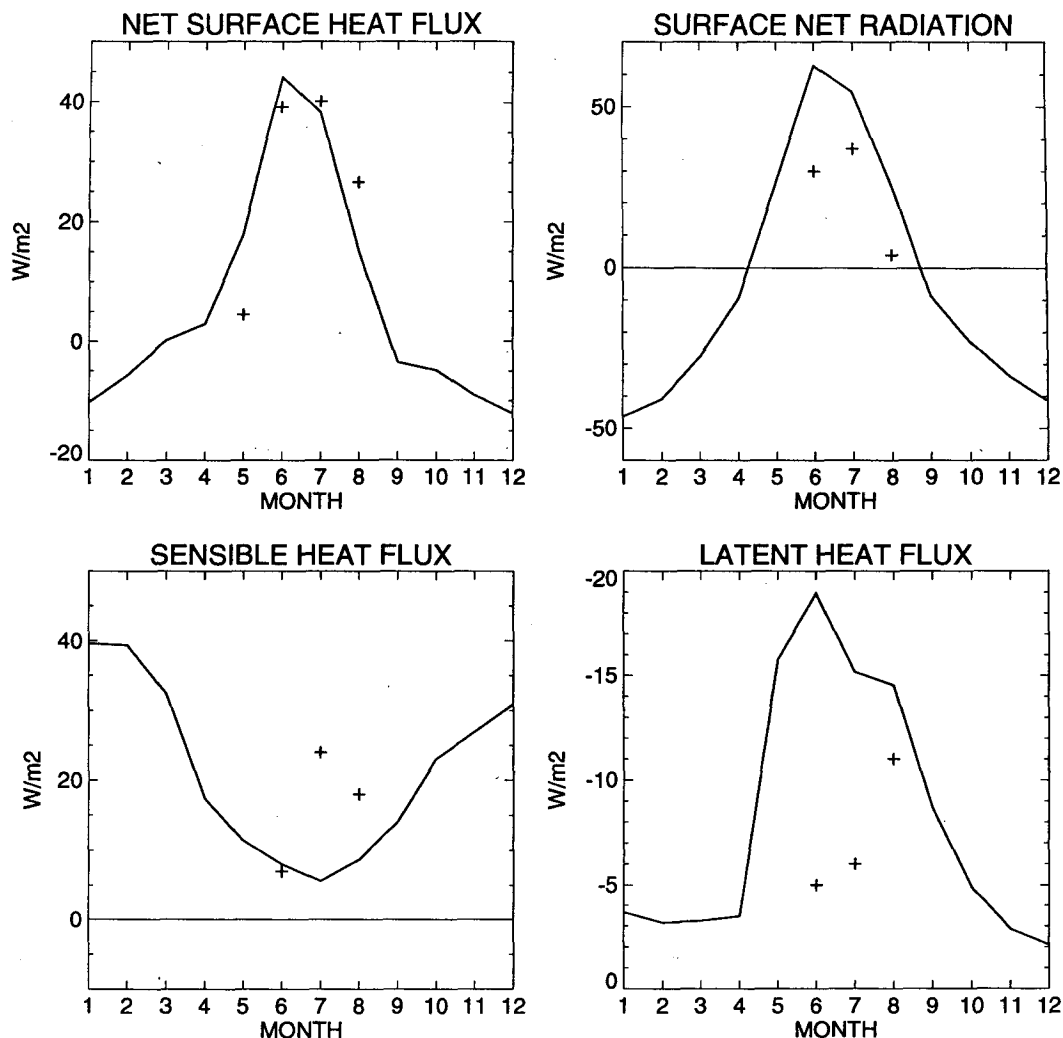 NET SURFACE HEAT FLUX
W/m2
40
20
0
-20
1 2 3 4 5 6 7 8 9 10 11 12
MONTH
SURFACE NET RADIATION
W/m2
50
0
-50
1 2 3 4 5 6 7 8 9 10 11 12
MONTH
SENSIBLE HEAT FLUX
W/m2
40
20
0
1 2 3 4 5 6 7 8 9 10 11 12
MONTH
LATENT HEAT FLUX
W/m2
-20
-15
-10
-5
0
1 2 3 4 5 6 7 8 9 10 11 12
MONTH